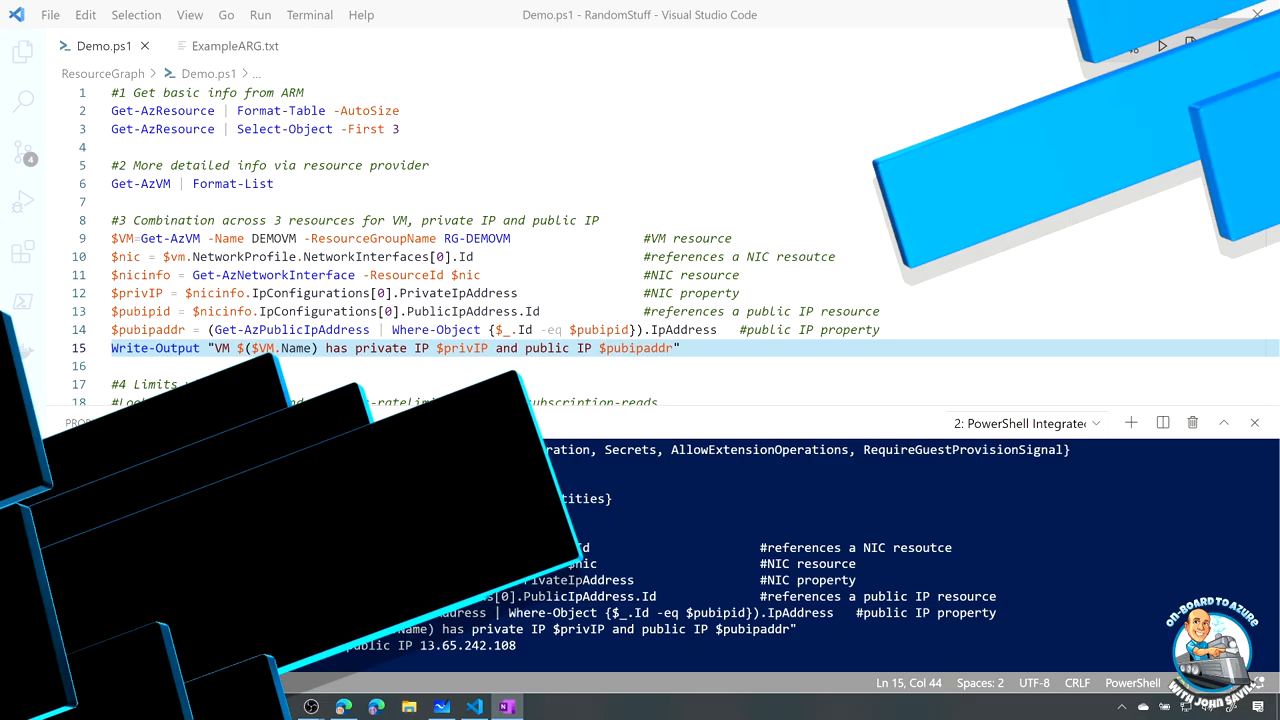 File Edit Selection View Go Run Terminal Help Demo.ps1 - RandomStuff - Visual Studio Code
Demo.ps1 ExampleARG.txt
ResourceGraph > Demo.ps1 > ...
1 #1 Get basic info from ARM
2 Get-AzResource | Format-Table -AutoSize
3 Get-AzResource | Select-Object -First 3
4
5 #2 More detailed info via resource provider
6 Get-AzVM | Format-List
7
8 #3 Combination across 3 resources for VM, private IP and public IP
9 $VM=Get-AzVM -Name DEMOVM -ResourceGroupName RG-DEMOVM #VM resource
10 $nic = $vm.NetworkProfile.NetworkInterfaces[0].Id #references a NIC resoutce
11 $nicinfo = Get-AzNetworkInterface -ResourceId $nic #NIC resource
12 $privIP = $nicinfo.IpConfigurations[0].PrivateIpAddress #NIC property
13 $pubipid = $nicinfo.IpConfigurations[0].PublicIpAddress.Id #references a public IP resource
14 $pubipaddr = (Get-AzPublicIpAddress | Where-Object {$_.Id -eq $pubipid}).IpAddress #public IP property
15 Write-Output "VM $($VM.Name) has private IP $privIP and public IP $pubipaddr"
16
17 #4 Limits
18
4
2: PowerShell Integrate
ration, Secrets, AllowExtensionOperations, RequireGuestProvisionSignal}
tities}
Id #references a NIC resoutce
$nic #NIC resource
PrivateIpAddress #NIC property
s[0].PublicIpAddress.Id #references a public IP resource
Address | Where-Object {$_.Id -eq $pubipid}).IpAddress #public IP property
Name) has private IP $privIP and public IP $pubipaddr"
public IP 13.65.242.108
ON-BOARD TO AZURE
WITH JOHN SAVILL
Ln 15, Col 44 Spaces: 2 UTF-8 CRLF PowerShell